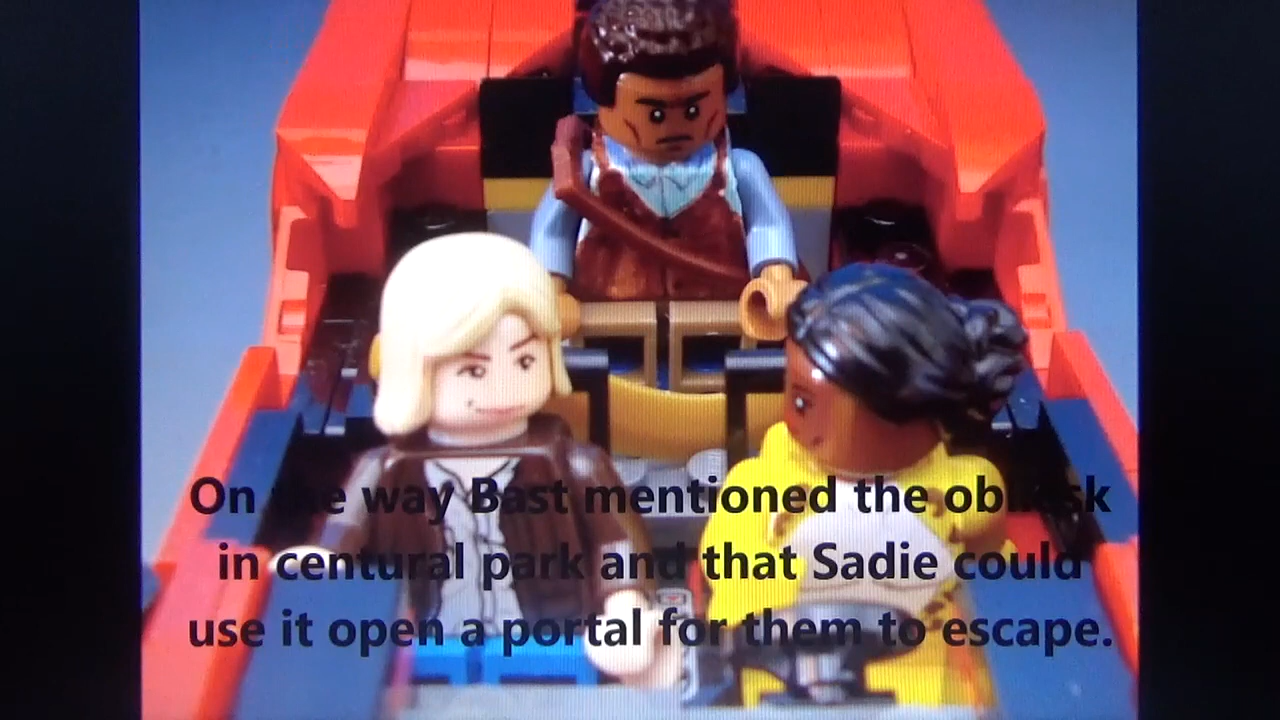 On the way Bast mentioned the
in centural park and that Sadie could
use it open a portal for them to escape.